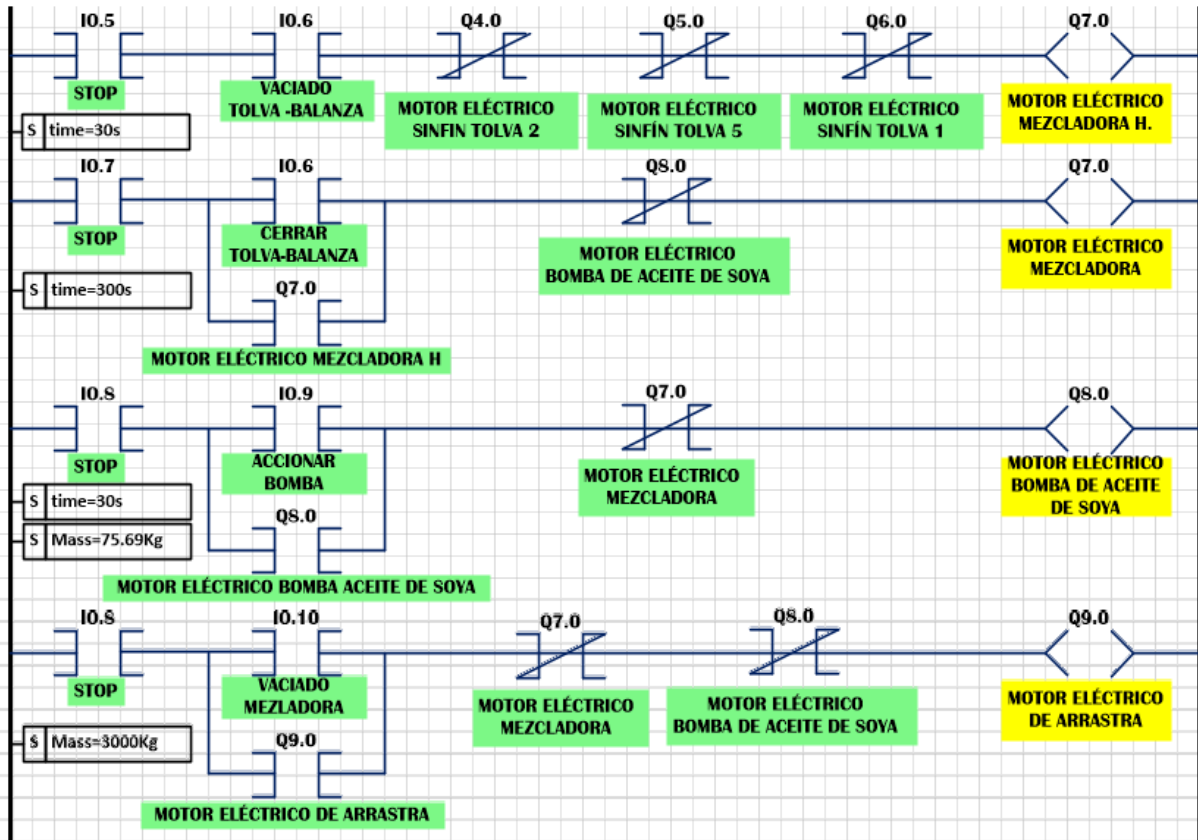 I0.5 I0.6 Q4.0 Q5.0 Q6.0 Q7.0
STOP
VACIADO
TOLVA -BALANZA
MOTOR ELÉCTRICO
SINFIN TOLVA 2
MOTOR ELÉCTRICO
SINFÍN TOLVA 5
MOTOR ELÉCTRICO
SINFÍN TOLVA 1
MOTOR ELÉCTRICO
MEZCLADORA H.
S time=30s
I0.7 I0.6 Q8.0 Q7.0
STOP
CERRAR
TOLVA-BALANZA
MOTOR ELÉCTRICO
BOMBA DE ACEITE DE SOYA
MOTOR ELÉCTRICO
MEZCLADORA
S time=300s
Q7.0
MOTOR ELÉCTRICO MEZCLADORA H
I0.8 I0.9 Q7.0 Q8.0
STOP
ACCIONAR
BOMBA
MOTOR ELÉCTRICO
MEZCLADORA
MOTOR ELÉCTRICO
BOMBA DE ACEITE
DE SOYA
S time=30s
S Mass=75.69Kg
Q8.0
MOTOR ELÉCTRICO BOMBA ACEITE DE SOYA
I0.8 I0.10 Q7.0 Q8.0 Q9.0
STOP
VACIADO
MEZLADORA
MOTOR ELÉCTRICO
MEZCLADORA
MOTOR ELÉCTRICO
BOMBA DE ACEITE DE SOYA
MOTOR ELÉCTRICO
DE ARRASTRA
S Mass=3000Kg
Q9.0
MOTOR ELÉCTRICO DE ARRASTRA